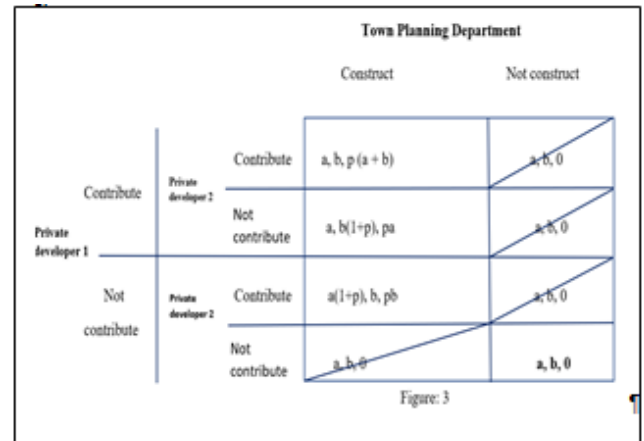 Town Planning Department
Construct Not construct
Contribute a, b, p (a + b) a, b, 0
Contribute Private
developer 2
Not
contribute a, b(1+p), pa a, b, 0
Private
developer 1
Not
contribute Private
developer 2 Contribute a(1+p), b, pb a, b, 0
Not
contribute a, b, 0 a, b, 0
Figure: 3
¶